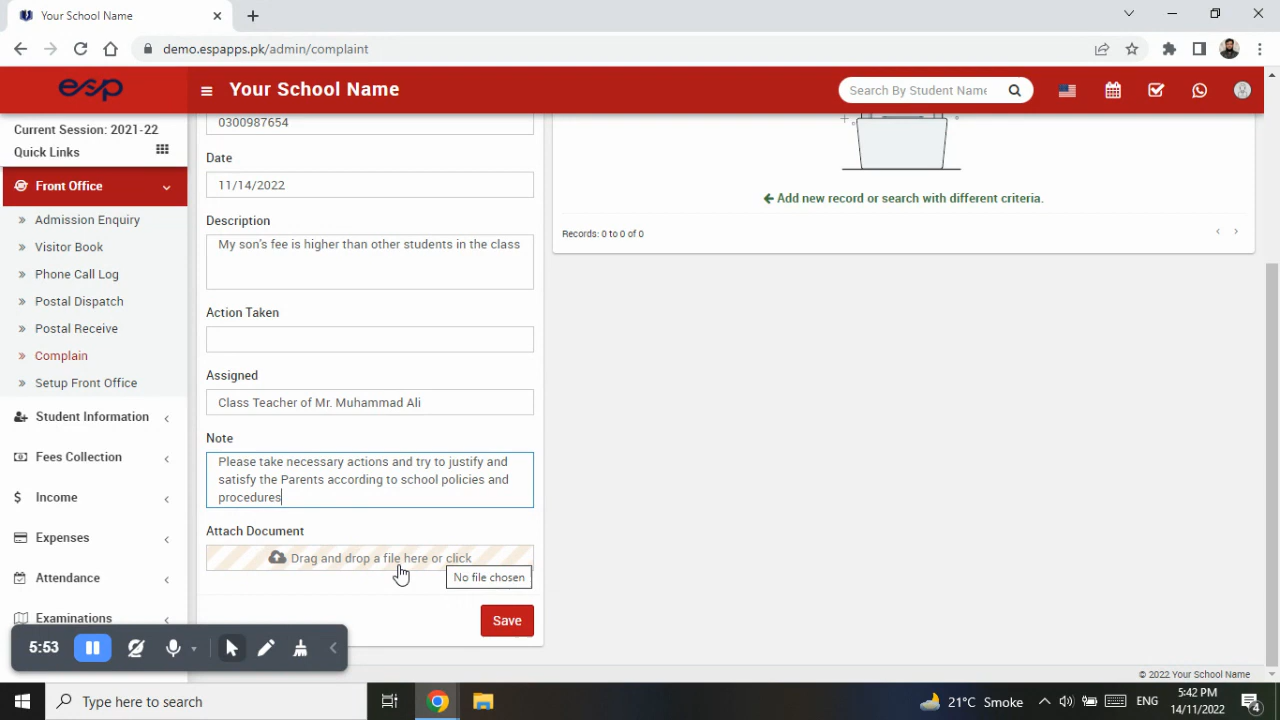 Your School Name
demo.espapps.pk/admin/complaint
esp
Your School Name
Search By Student Name
Current Session: 2021-22
Quick Links
Front Office
Admission Enquiry
Visitor Book
Phone Call Log
Postal Dispatch
Postal Receive
Complain
Setup Front Office
Student Information
Fees Collection
Income
Expenses
Attendance
Examinations
0300987654
Date
11/14/2022
Description
My son's fee is higher than other students in the class
Action Taken
Assigned
Class Teacher of Mr. Muhammad Ali
Note
Please take necessary actions and try to justify and
satisfy the Parents according to school policies and
procedures
Attach Document
Drag and drop a file here or click
No file chosen
Save
Add new record or search with different criteria.
Records: 0 to 0 of 0
5:53
© 2022 Your School Name
Type here to search
21°C Smoke
ENG
5:42 PM
14/11/2022
4